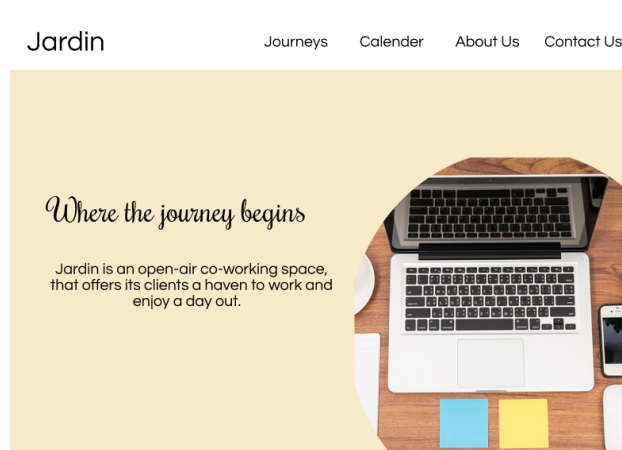 Jardin
Journeys Calender About Us Contact Us
Where the journey begins
Jardin is an open-air co-working space,
that offers its clients a haven to work and
enjoy a day out.